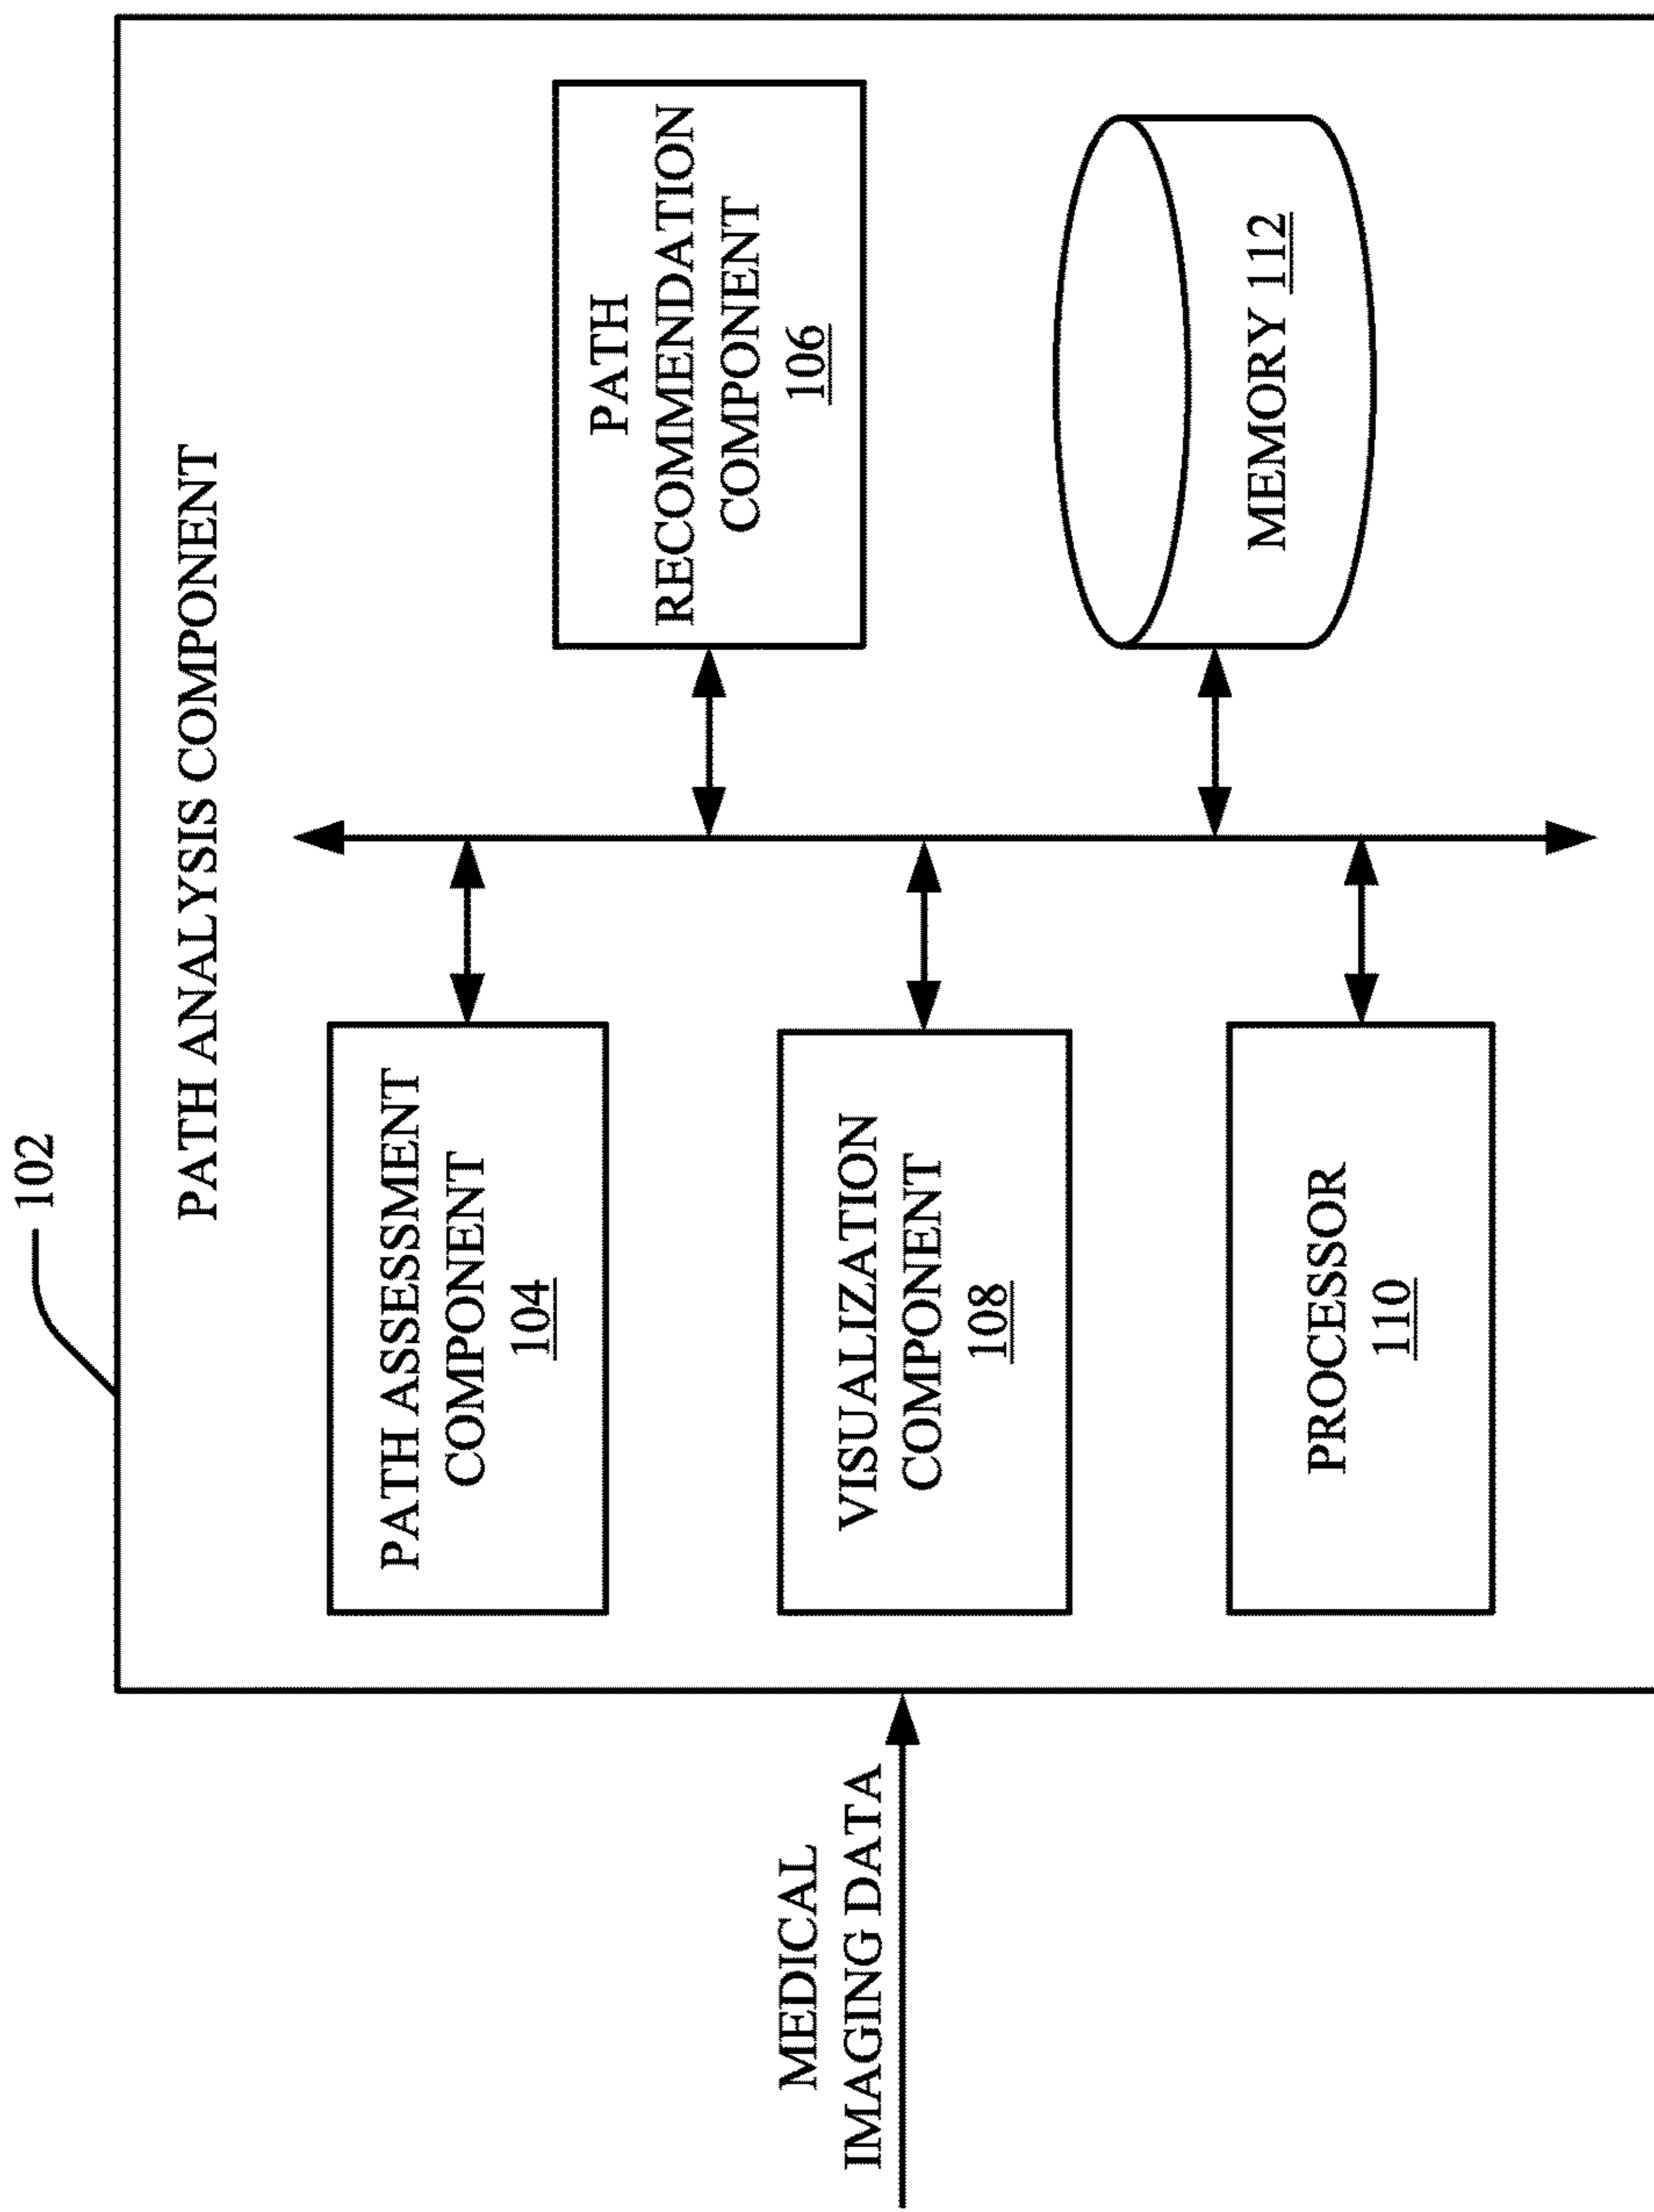 102
PATH ANALYSIS COMPONENT
PATH ASSESSMENT
COMPONENT
104
PATH
RECOMMENDATION
COMPONENT
106
MEDICAL
IMAGING DATA
VISUALIZATION
COMPONENT
108
MEMORY 112
PROCESSOR
110